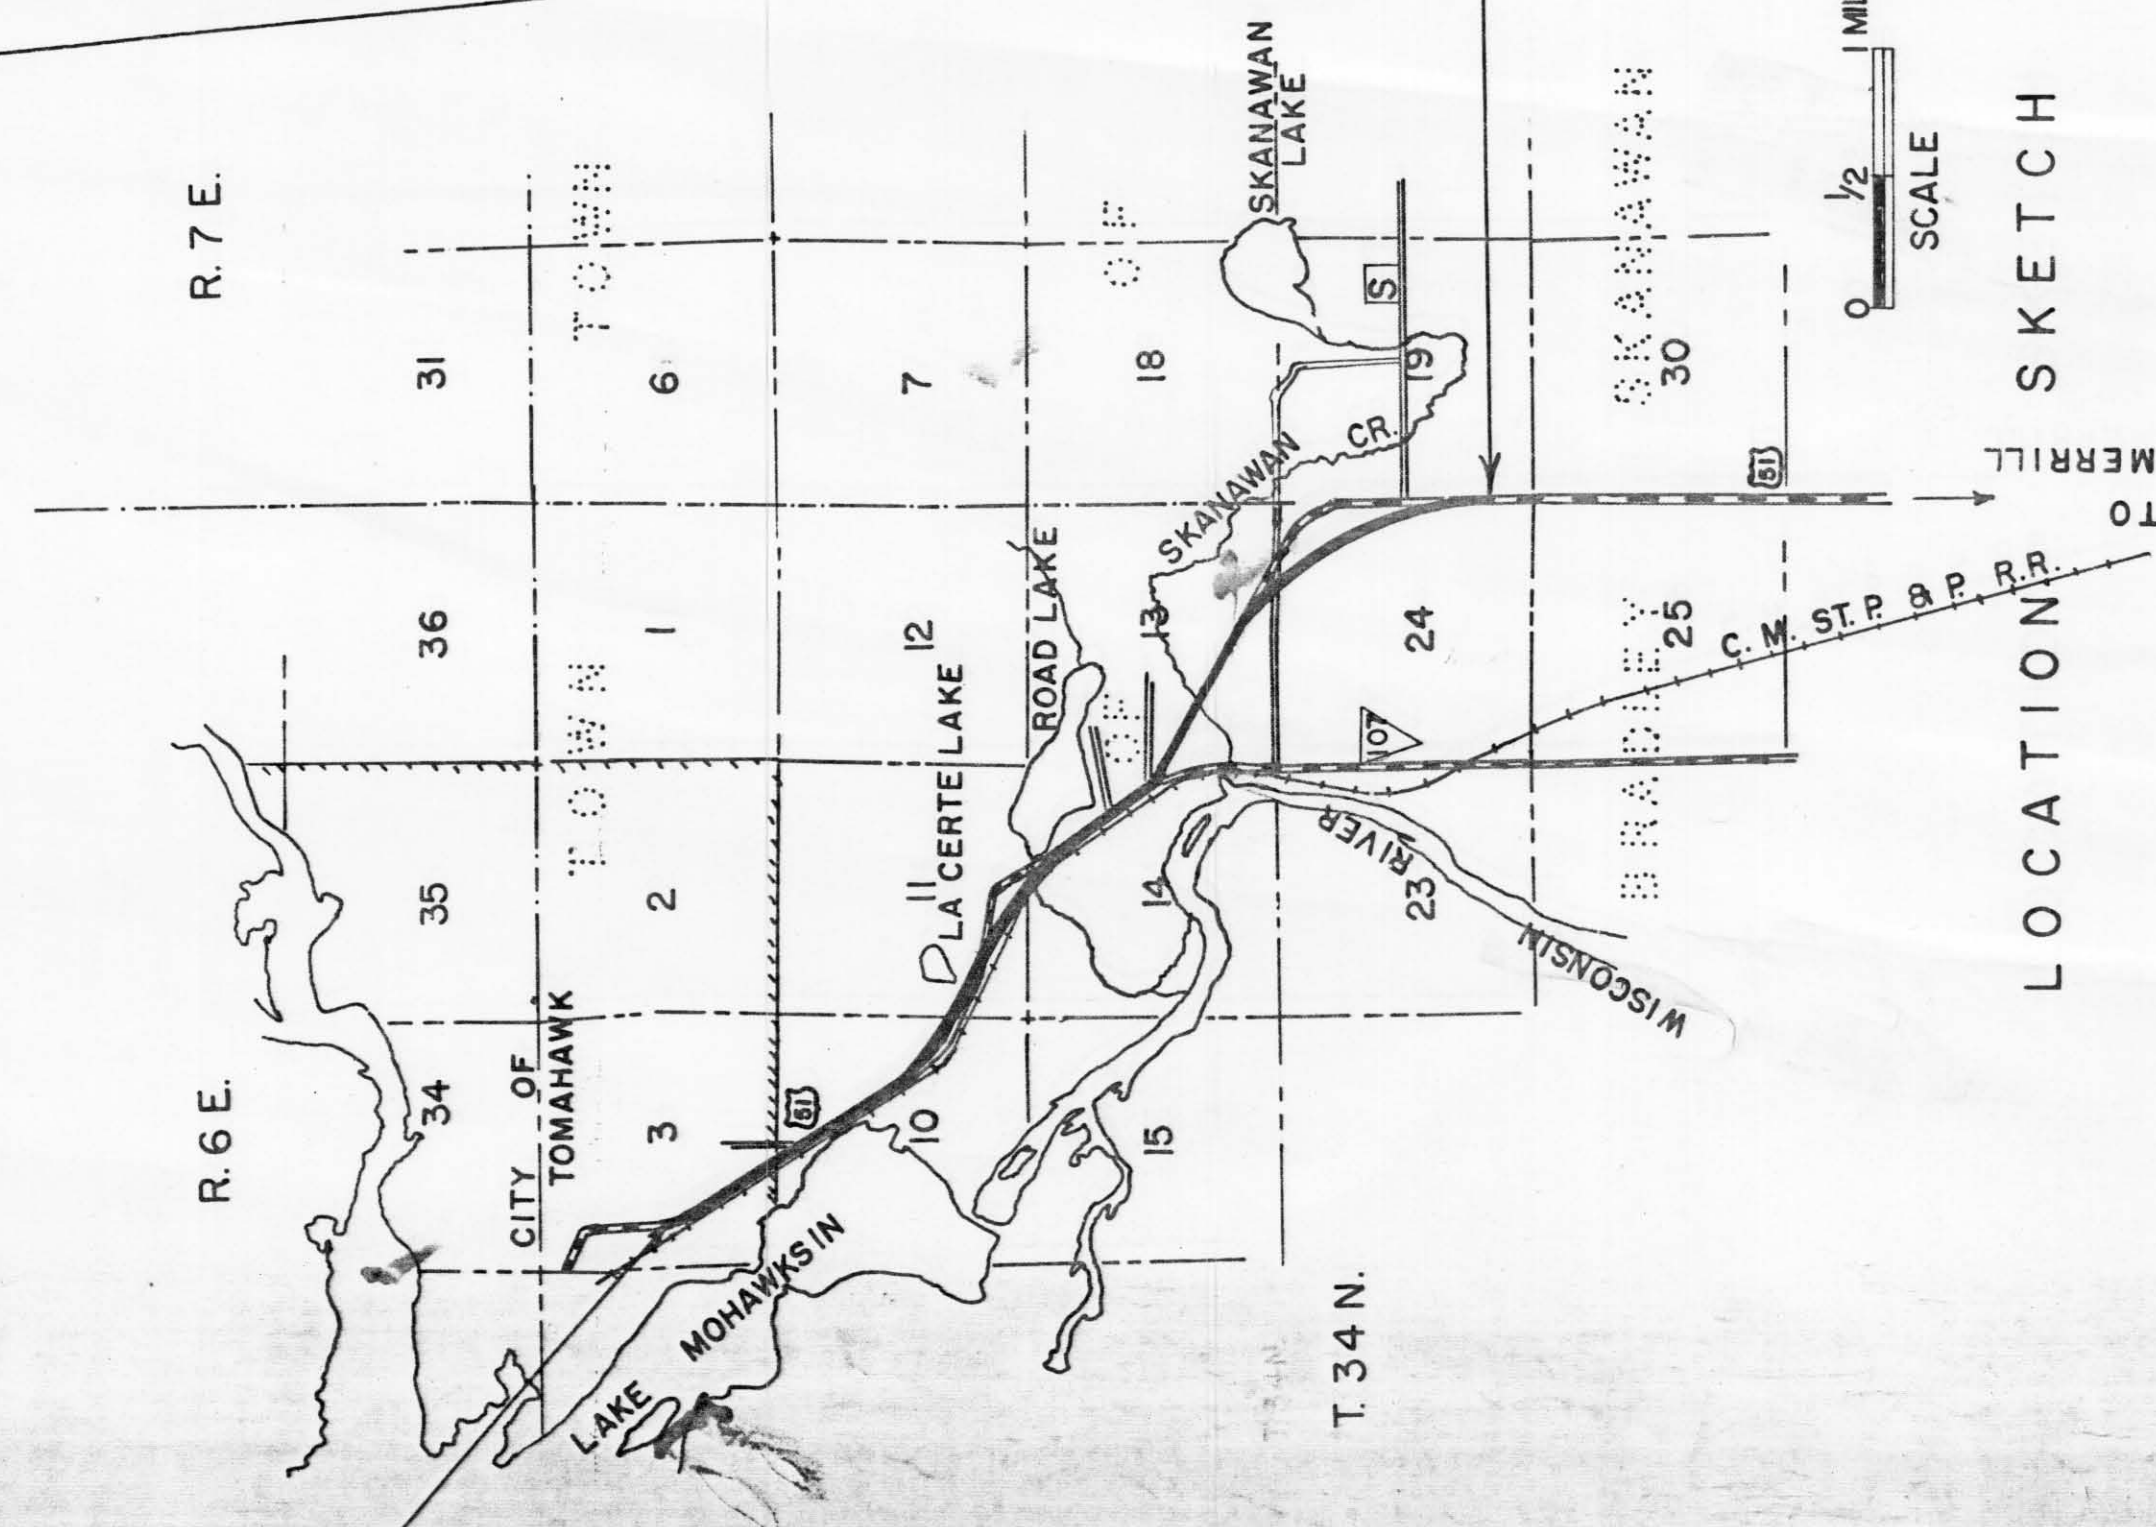 R. 6 E.
R. 7 E.
34
35
36
31
CITY OF
TOMAHAWK
TOWN
TOWN
3
2
1
6
51
LAKE
MOHAWKSIN
10
11
LA CERTE LAKE
12
7
ROAD LAKE
OF
OF
15
14
13
18
SKANAWAN
LAKE
SKANAWAN
CR.
S
T. 34 N.
23
24
19
107
WISCONSIN
RIVER
BRADLEY
SKANAWAN
25
30
C. M. ST. P. & P. R.R.
51
TO
MERRILL
0
1/2
1 MIL
SCALE
LOCATION SKETCH